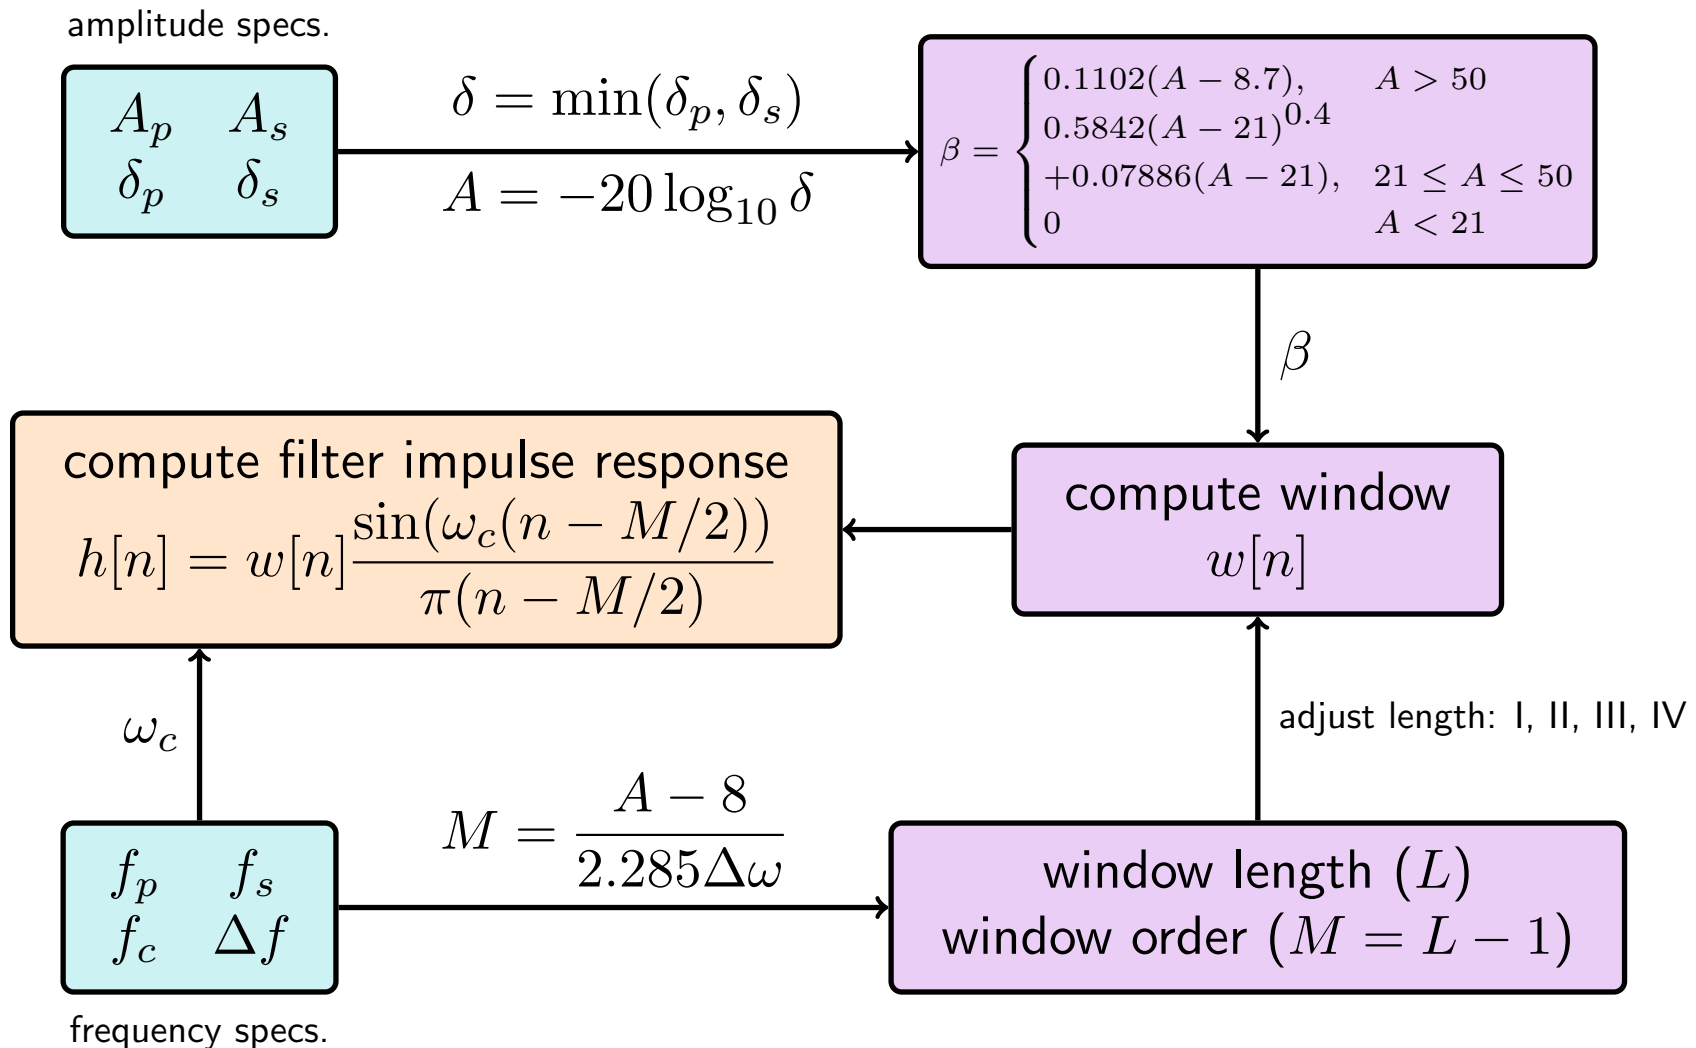 amplitude specs.
A_p A_s
δ_p δ_s
δ = min(δ_p, δ_s)
A = −20 log₁₀ δ
β = { 0.1102(A − 8.7), A > 50
0.5842(A − 21)^0.4
+0.07886(A − 21), 21 ≤ A ≤ 50
0 A < 21
β
compute filter impulse response
h[n] = w[n] sin(ω_c(n − M/2)) / π(n − M/2)
compute window
w[n]
ω_c
adjust length: I, II, III, IV
M = (A − 8) / 2.285Δω
f_p f_s
f_c Δf
window length (L)
window order (M = L − 1)
frequency specs.